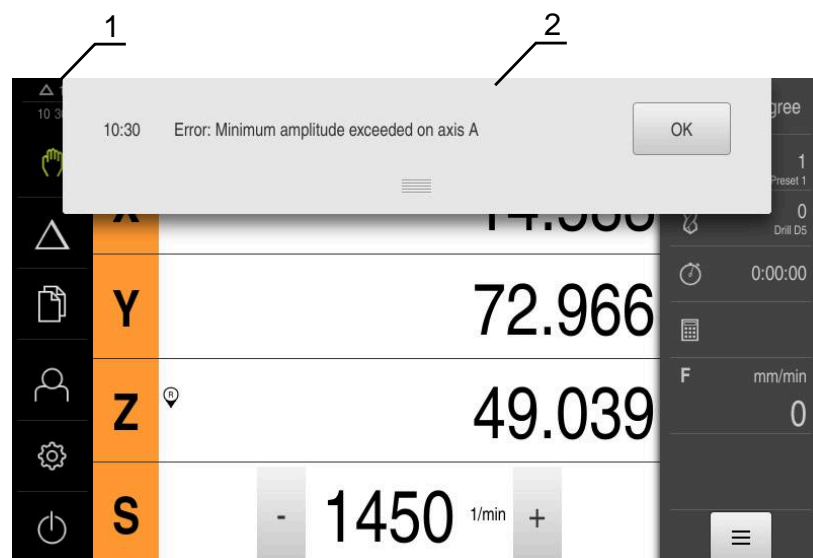 1
2
10:30 Error: Minimum amplitude exceeded on axis A OK
1
Preset 1
0
Drill D5
Y 72.966
0:00:00
Z R 49.039
F mm/min
0
S - 1450 1/min +